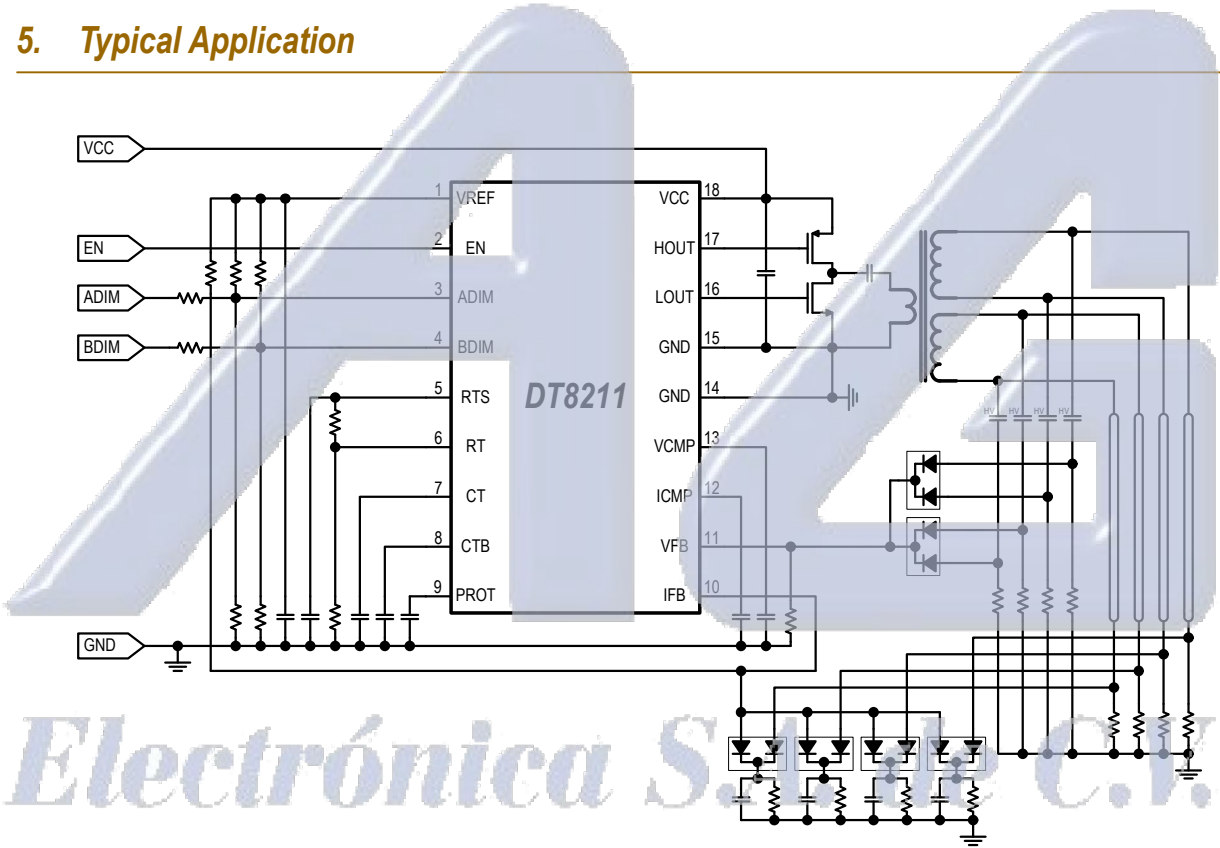 5. Typical Application
VCC
EN
ADIM
BDIM
GND
DT8211
1 VREF
2 EN
3 ADIM
4 BDIM
5 RTS
6 RT
7 CT
8 CTB
9 PROT
VCC 18
HOUT 17
LOUT 16
GND 15
GND 14
VCMP 13
ICMP 12
VFB 11
IFB 10
HV HV HV HV
AG
Electrónica S.A. de C.V.